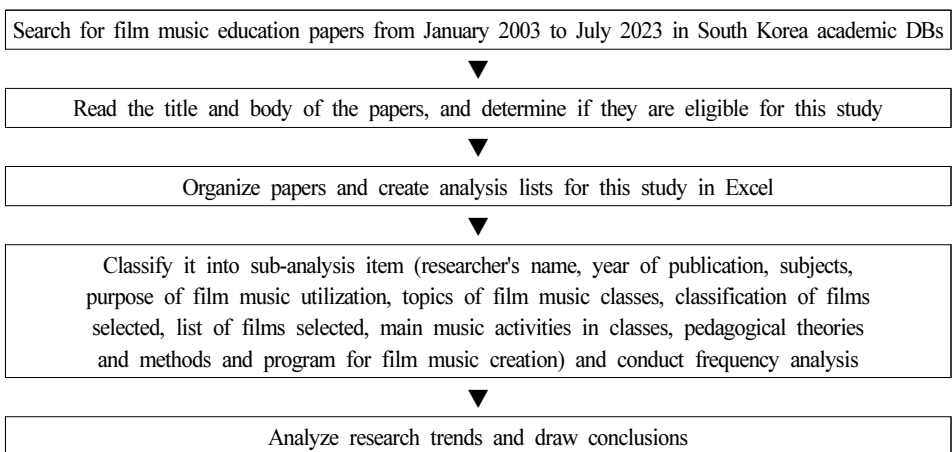 Search for film music education papers from January 2003 to July 2023 in South Korea academic DBs
Read the title and body of the papers, and determine if they are eligible for this study
Organize papers and create analysis lists for this study in Excel
Classify it into sub-analysis item (researcher's name, year of publication, subjects,
purpose of film music utilization, topics of film music classes, classification of films
selected, list of films selected, main music activities in classes, pedagogical theories
and methods and program for film music creation) and conduct frequency analysis
Analyze research trends and draw conclusions